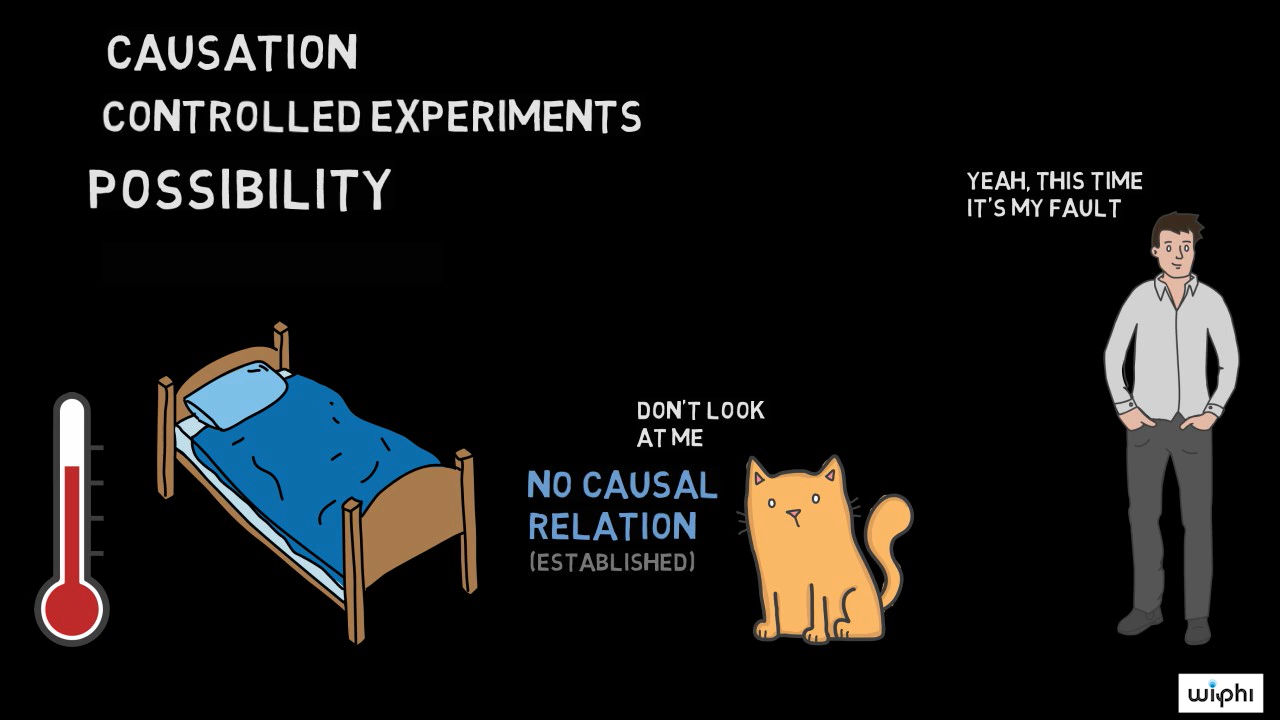 CAUSATION
CONTROLLED EXPERIMENTS
POSSIBILITY
YEAH, THIS TIME
IT'S MY FAULT
DON'T LOOK
AT ME
NO CAUSAL
RELATION
(ESTABLISHED)
wiphi